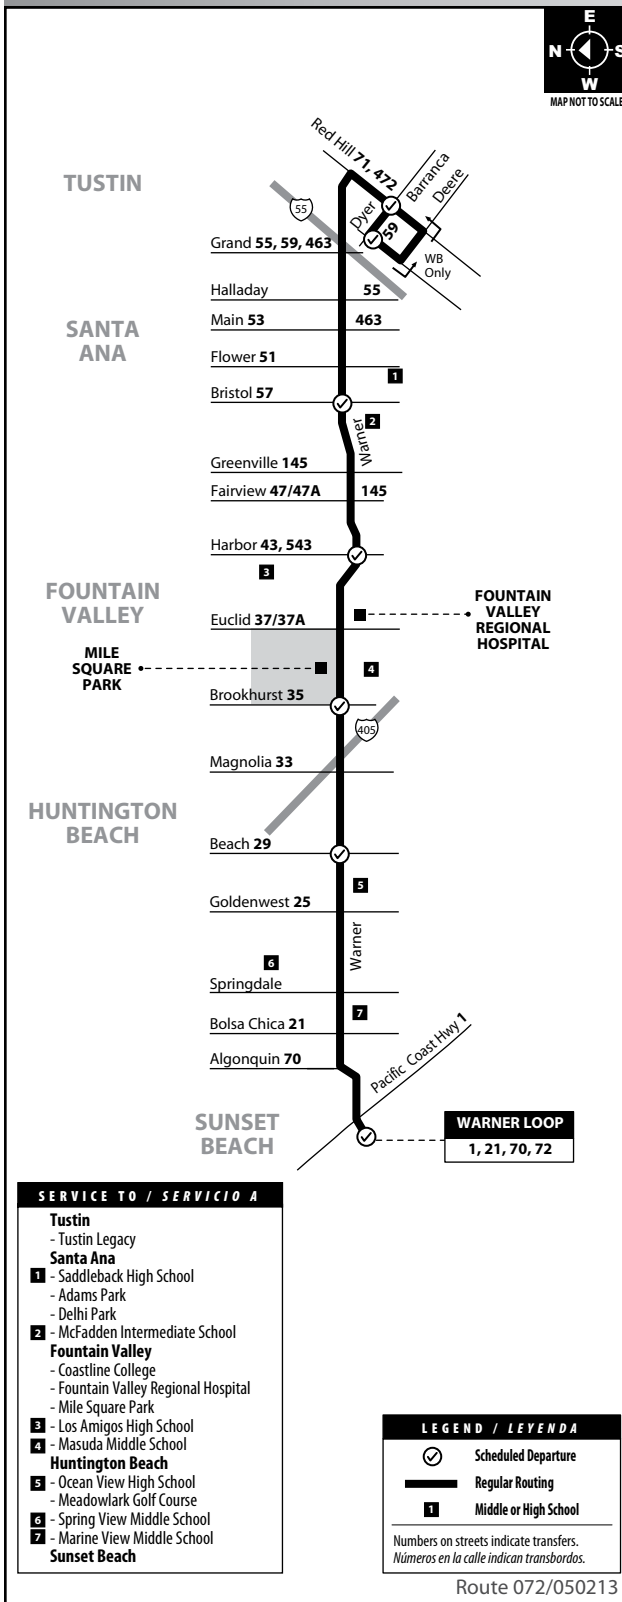 E
N
S
W
MAP NOT TO SCALE
Red Hill 71, 472
Barranca
Deere
Dyer
59
WB
Only
TUSTIN
55
Grand 55, 59, 463
Halladay
55
Main 53
463
SANTA
ANA
Flower 51
1
Bristol 57
2
Warner
Greenville 145
Fairview 47/47A
145
Harbor 43, 543
3
FOUNTAIN
VALLEY
Euclid 37/37A
FOUNTAIN
VALLEY
REGIONAL
HOSPITAL
MILE
SQUARE
PARK
4
Brookhurst 35
405
Magnolia 33
HUNTINGTON
BEACH
Beach 29
5
Goldenwest 25
Warner
6
Springdale
7
Bolsa Chica 21
Algonquin 70
Pacific Coast Hwy 1
SUNSET
BEACH
WARNER LOOP
1, 21, 70, 72
SERVICE TO / SERVICIO A
Tustin
- Tustin Legacy
Santa Ana
1 - Saddleback High School
- Adams Park
- Delhi Park
2 - McFadden Intermediate School
Fountain Valley
- Coastline College
- Fountain Valley Regional Hospital
- Mile Square Park
3 - Los Amigos High School
4 - Masuda Middle School
Huntington Beach
5 - Ocean View High School
- Meadowlark Golf Course
6 - Spring View Middle School
7 - Marine View Middle School
Sunset Beach
LEGEND / LEYENDA
Scheduled Departure
Regular Routing
1 Middle or High School
Numbers on streets indicate transfers.
Números en la calle indican transbordos.
Route 072/050213